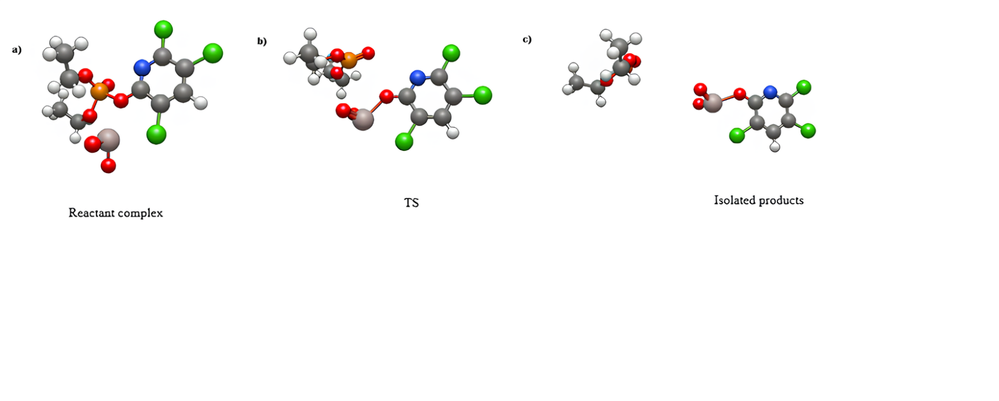 a)
b)
c)
Reactant complex
TS
Isolated products